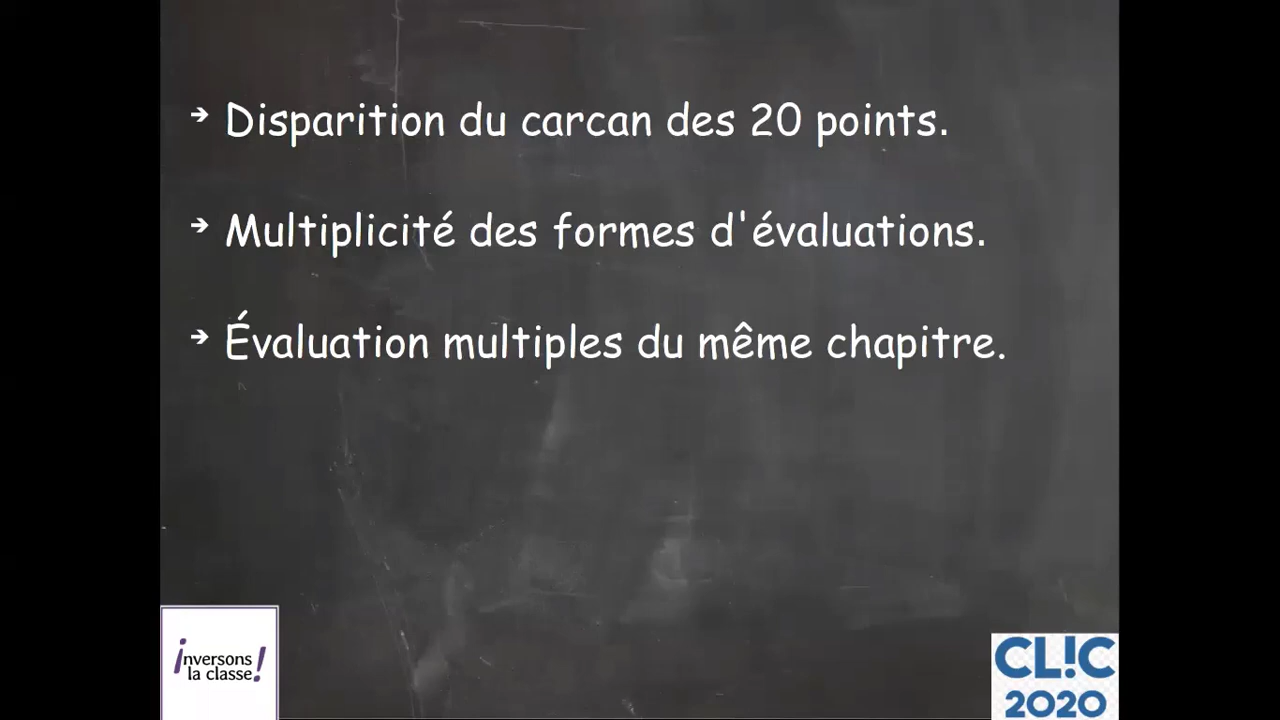 → Disparition du carcan des 20 points.
→ Multiplicité des formes d'évaluations.
→ Évaluation multiples du même chapitre.
inversons
la classe!
CL!C
2020